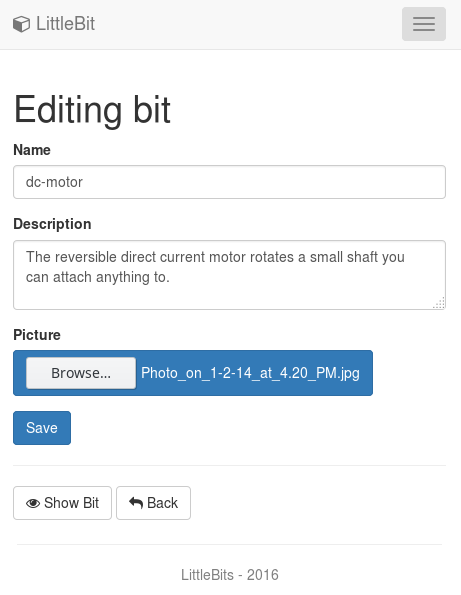 LittleBit
Editing bit
Name
dc-motor
Description
The reversible direct current motor rotates a small shaft you
can attach anything to.
Picture
Browse... Photo_on_1-2-14_at_4.20_PM.jpg
Save
Show Bit Back
LittleBits - 2016